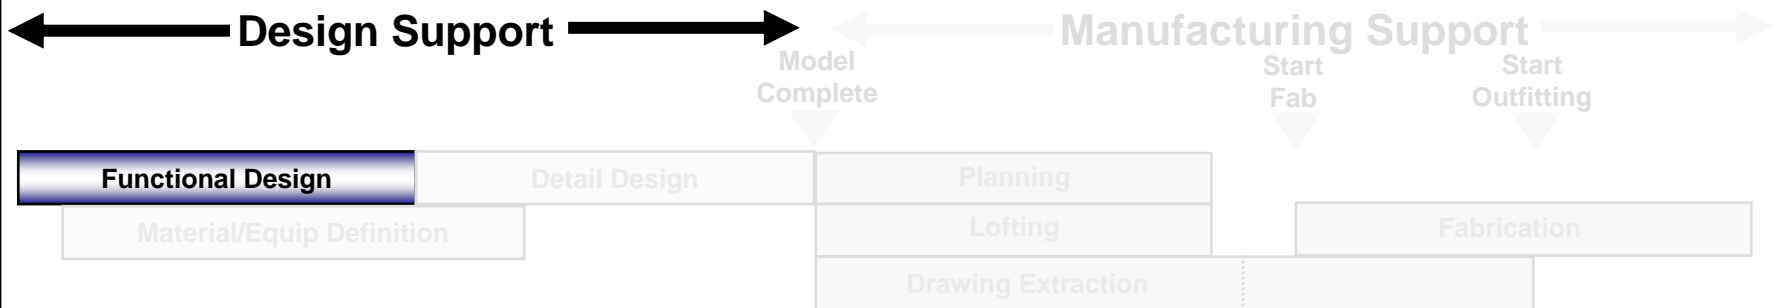 Design Support
Manufacturing Support
Model
Complete
Start
Fab
Start
Outfitting
Functional Design
Detail Design
Planning
Material/Equip Definition
Lofting
Fabrication
Drawing Extraction